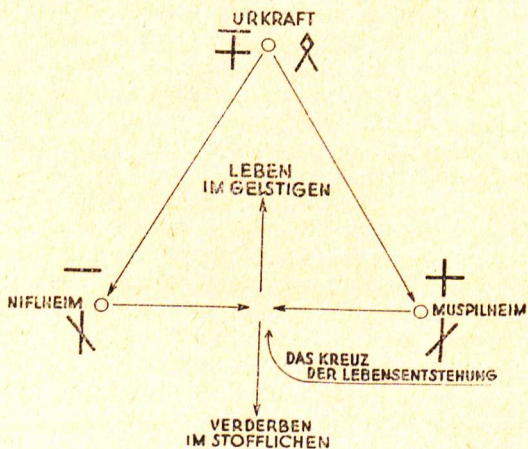 URKRAFT
LEBEN
IM GEISTIGEN
NIFLHEIM
MUSPILHEIM
DAS KREUZ
DER LEBENSENTSTEHUNG
VERDERBEN
IM STOFFLICHEN